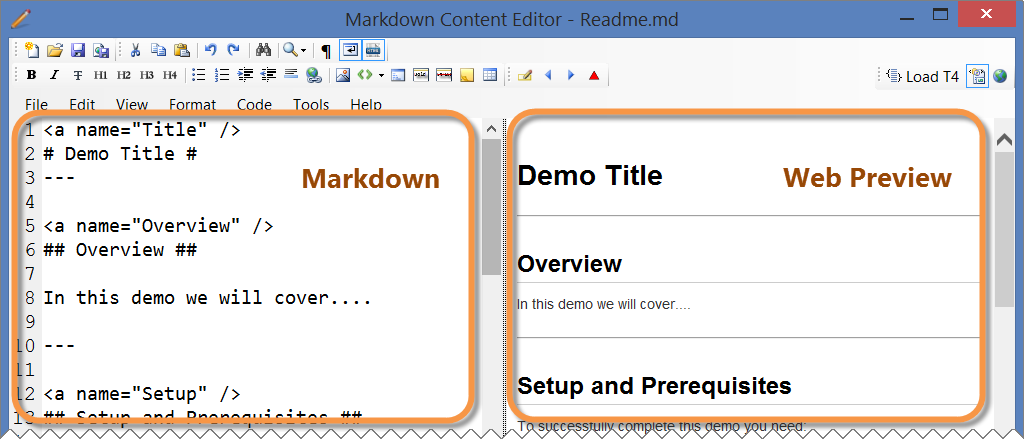 Markdown Content Editor - Readme.md
B I T H1 H2 H3 H4
Load T4
File Edit View Format Code Tools Help
1 <a name="Title" />
2 # Demo Title #
3 ---
4
5 <a name="Overview" />
6 ## Overview ##
7
8 In this demo we will cover....
9
10 ---
11
12 <a name="Setup" />
13 ## Setup and Prerequisites ##
Markdown
Demo Title
Web Preview
Overview
In this demo we will cover....
Setup and Prerequisites
To successfully complete this demo you need: